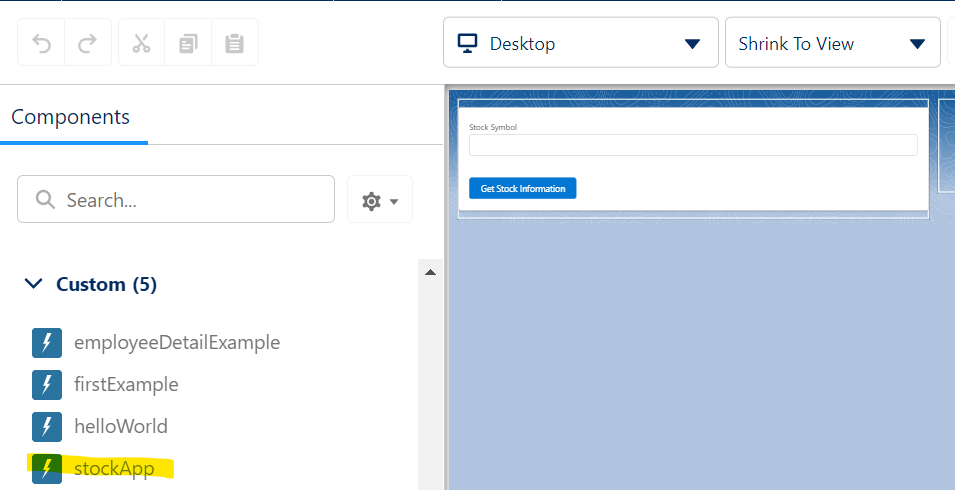 Desktop
Shrink To View
Components
Search...
Custom (5)
employeeDetailExample
firstExample
helloWorld
stockApp
Stock Symbol
Get Stock Information